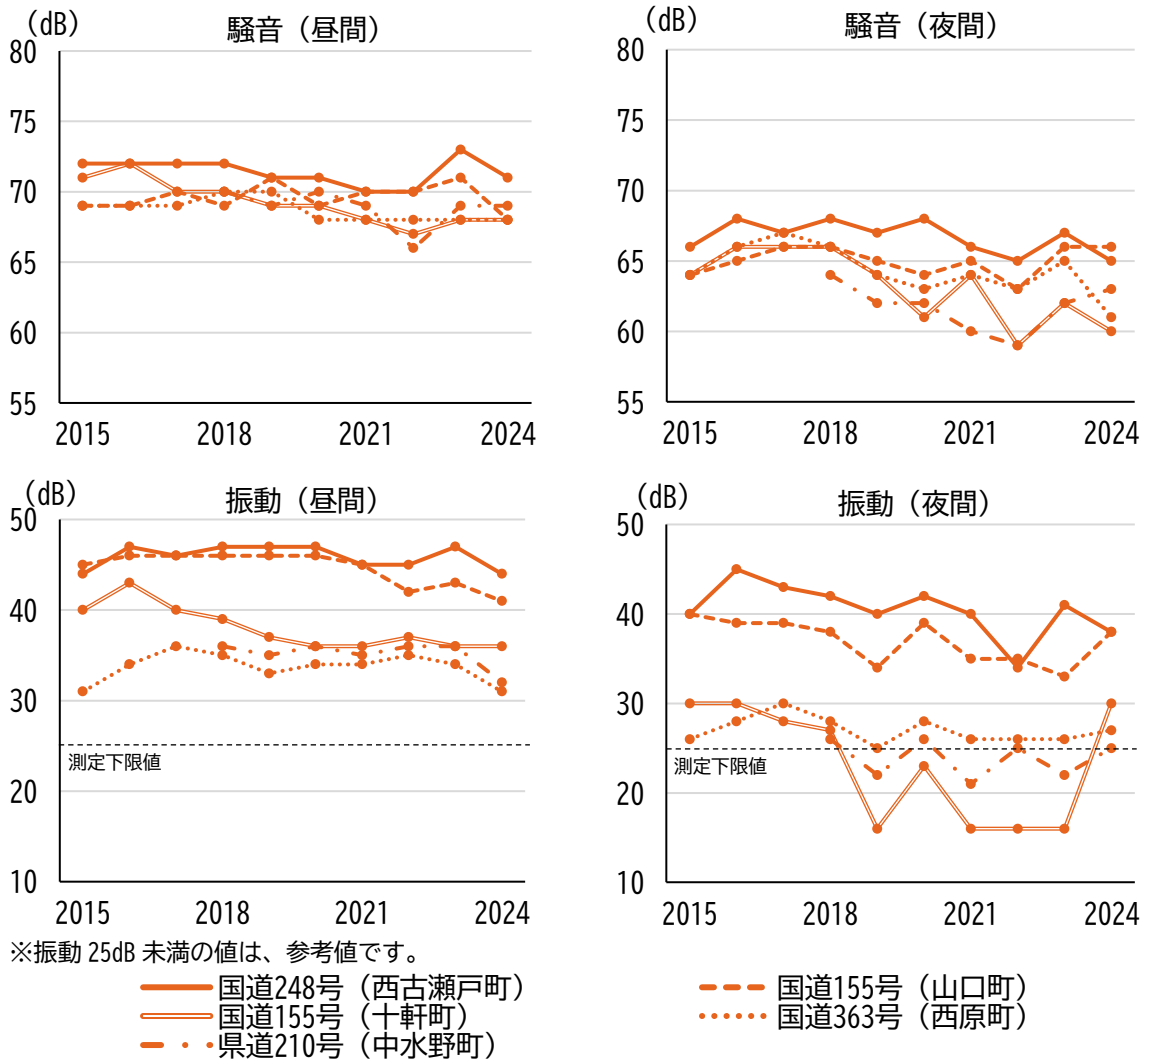 (dB)
騒音（昼間）
80
75
70
65
60
55
2015 2018 2021 2024
(dB)
騒音（夜間）
80
75
70
65
60
55
2015 2018 2021 2024
(dB)
振動（昼間）
50
40
30
測定下限値
20
10
2015 2018 2021 2024
(dB)
振動（夜間）
50
40
30
測定下限値
20
10
2015 2018 2021 2024
※振動 25dB 未満の値は、参考値です。
国道248号（西古瀬戸町）
国道155号（山口町）
国道155号（十軒町）
国道363号（西原町）
県道210号（中水野町）